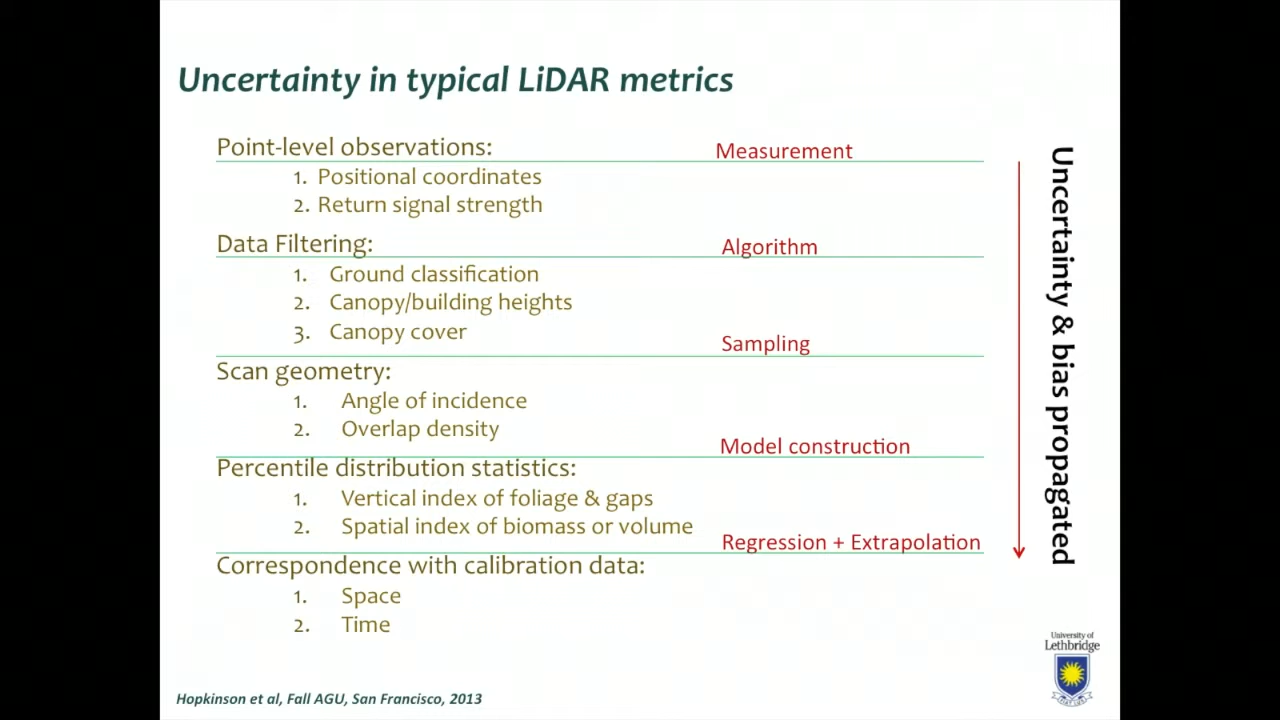 Uncertainty in typical LiDAR metrics
Point-level observations: Measurement
1. Positional coordinates
2. Return signal strength
Data Filtering: Algorithm
1. Ground classification
2. Canopy/building heights
3. Canopy cover
Sampling
Scan geometry:
1. Angle of incidence
2. Overlap density
Model construction
Percentile distribution statistics:
1. Vertical index of foliage & gaps
2. Spatial index of biomass or volume
Regression + Extrapolation
Correspondence with calibration data:
1. Space
2. Time
Uncertainty & bias propagated
University of
Lethbridge
Hopkinson et al, Fall AGU, San Francisco, 2013